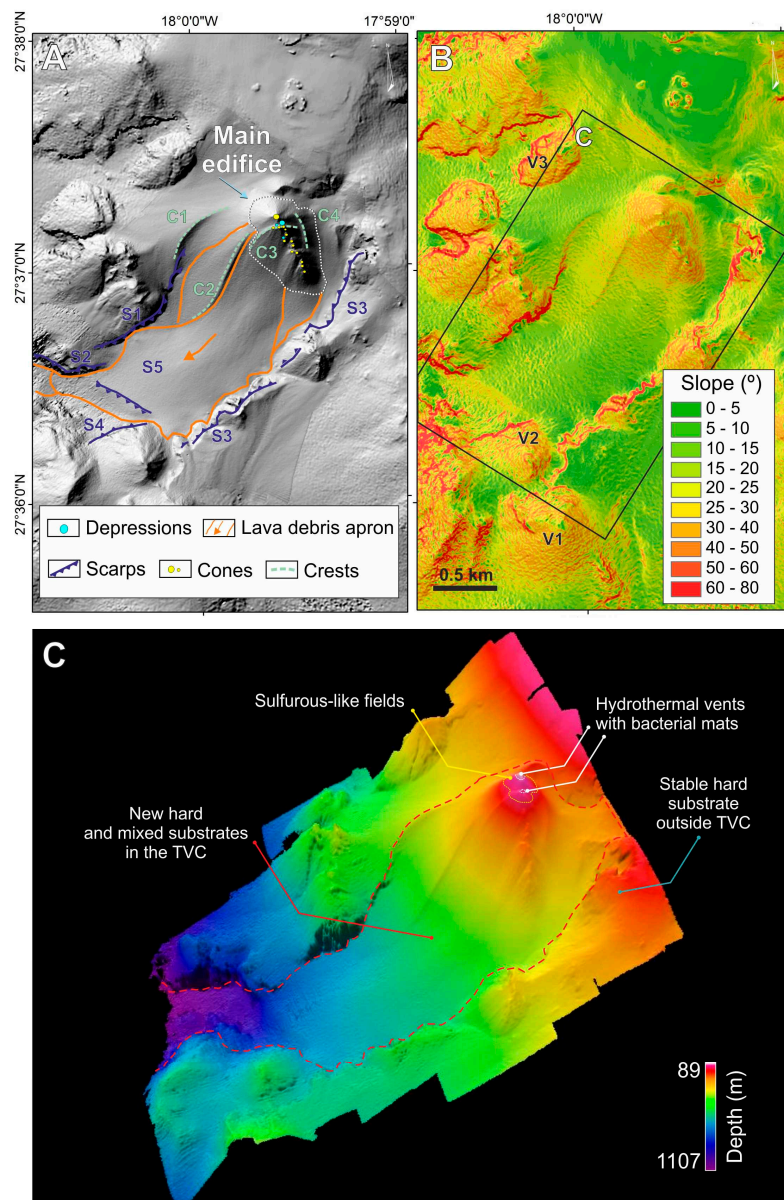 18°00'0"W
17°59'0"W
27°38'0"N
27°37'0"N
27°36'0"N
A
Main
edifice
C1
C4
C3
C2
S1
S3
S2
S5
S4
S3
Depressions
Lava debris apron
Scarps
Cones
Crests
18°00'0"W
B
C
V3
V2
V1
0.5 km
Slope (º)
0 - 5
5 - 10
10 - 15
15 - 20
20 - 25
25 - 30
30 - 40
40 - 50
50 - 60
60 - 80
C
Sulfurous-like fields
Hydrothermal vents
with bacterial mats
Stable hard
substrate
outside TVC
New hard
and mixed substrates
in the TVC
89
1107
Depth (m)